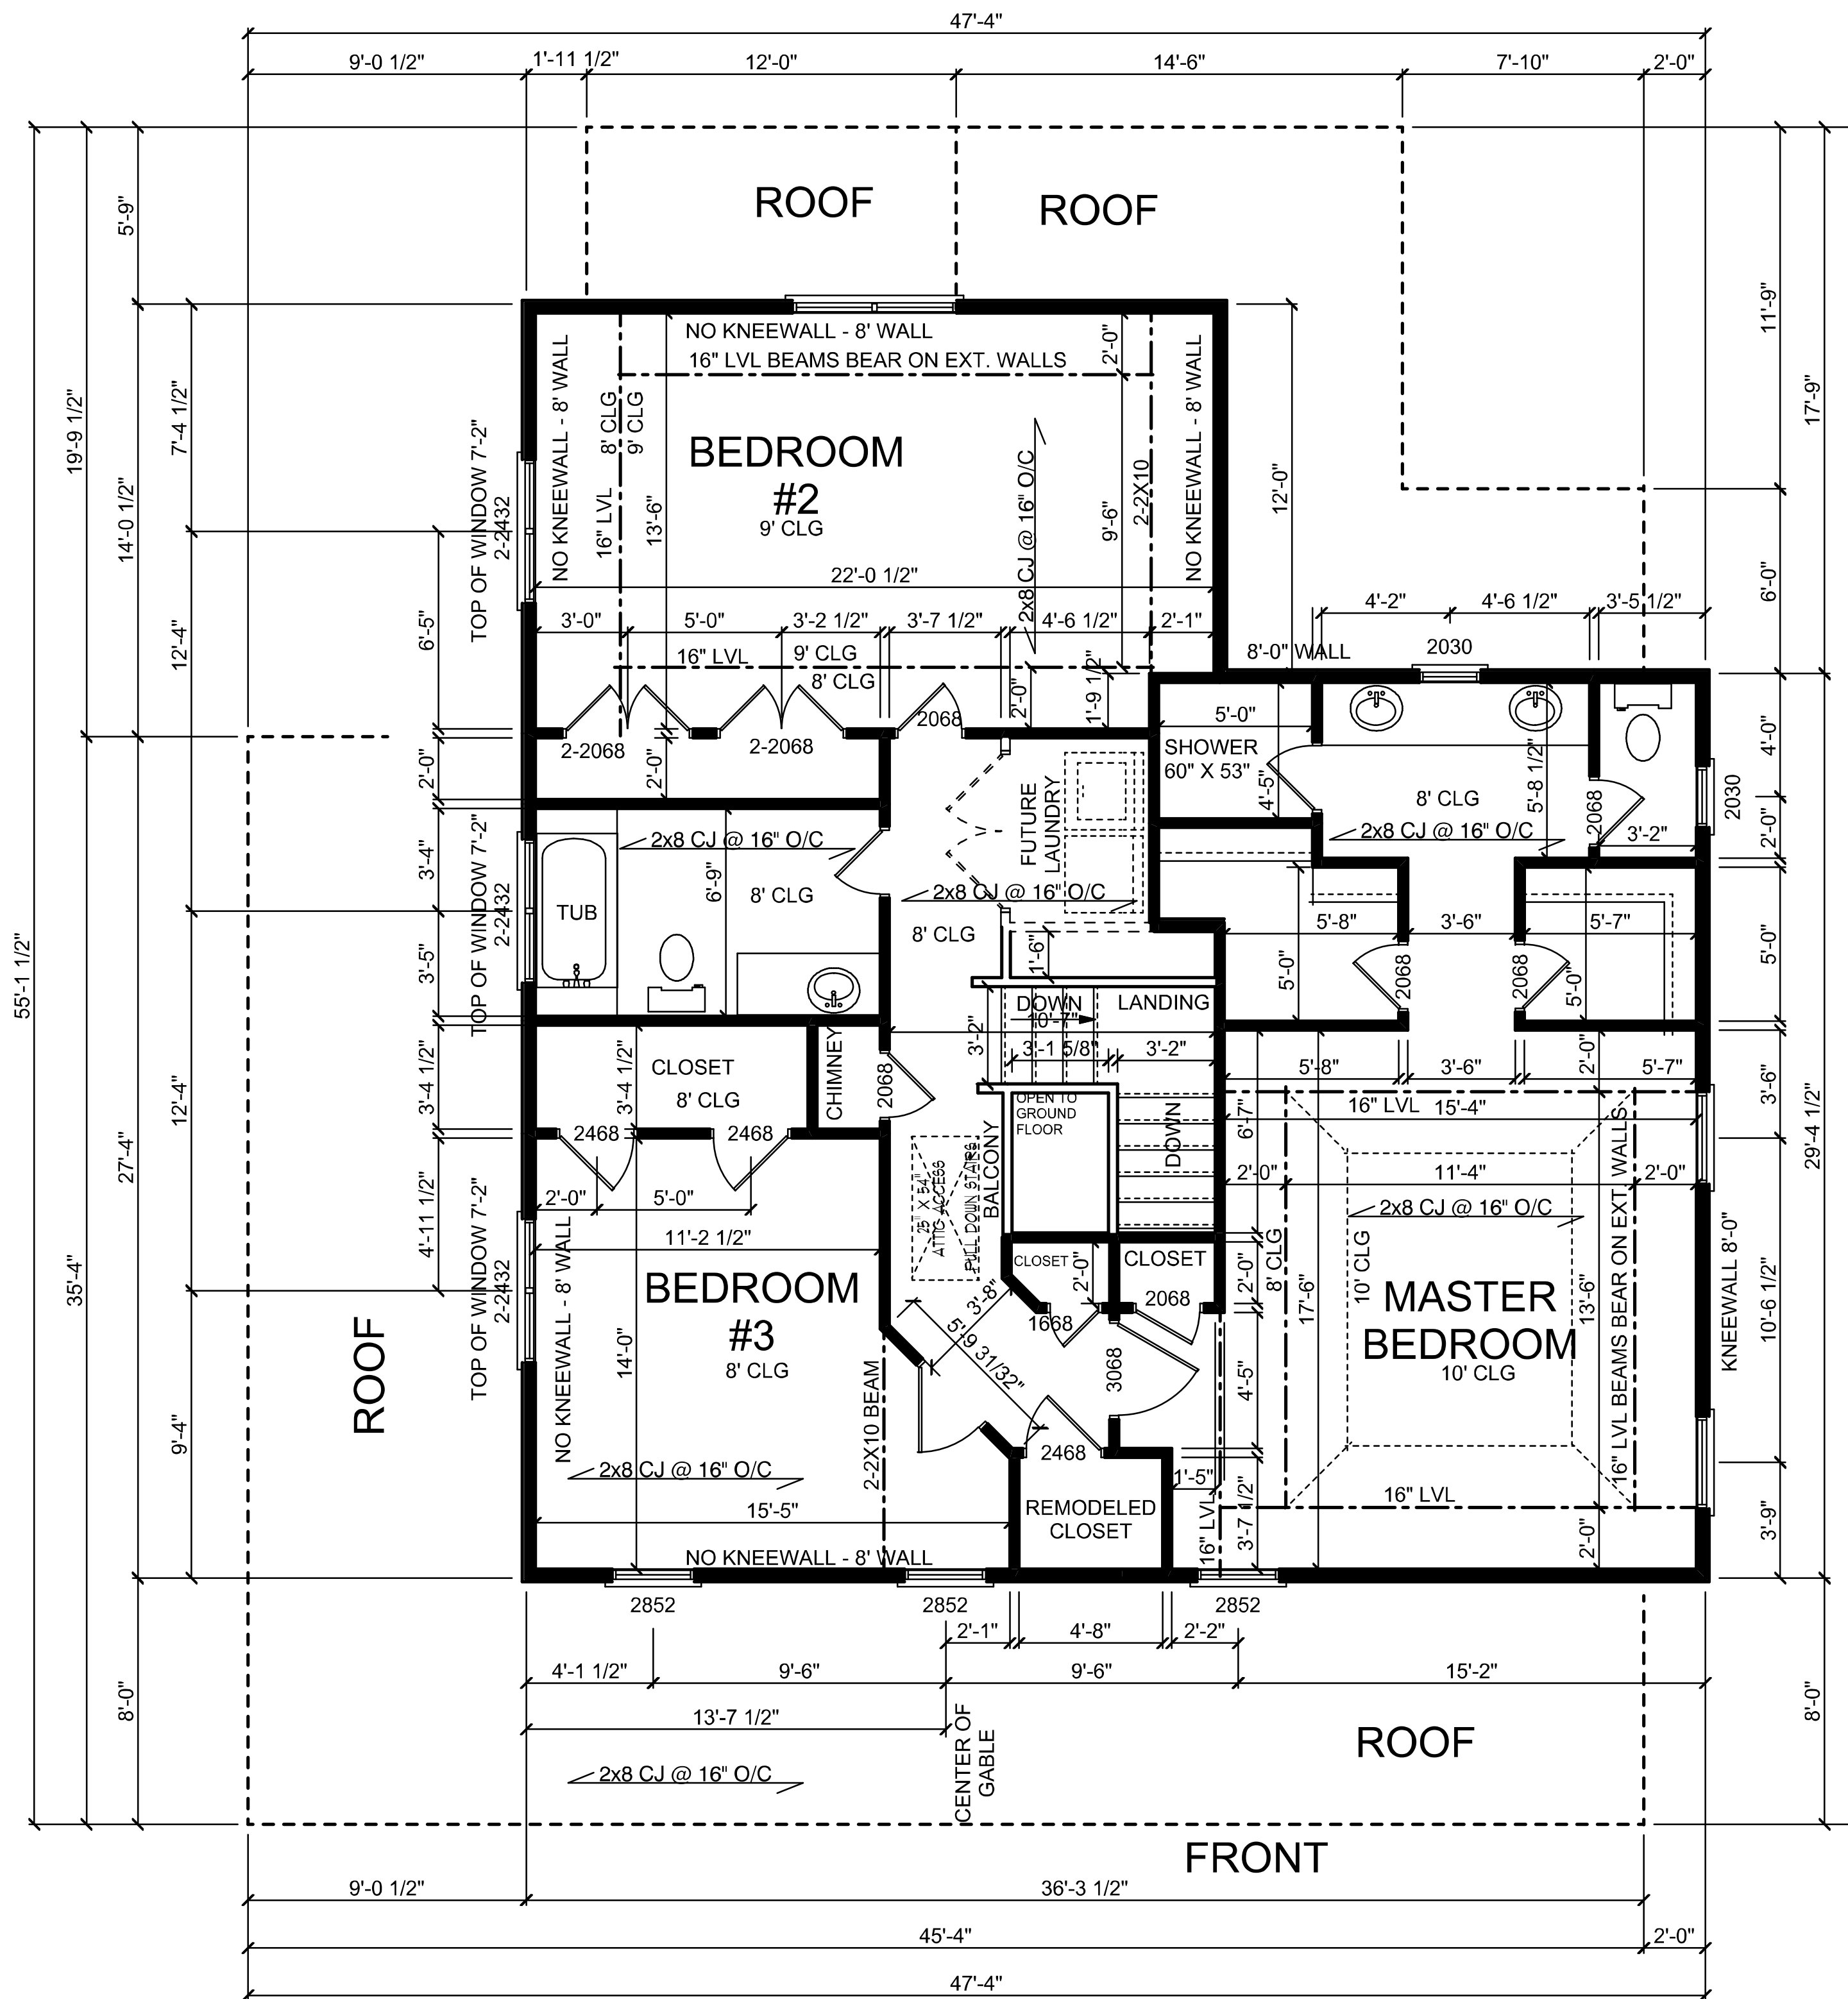 47'-4"
9'-0 1/2"
1'-11 1/2"
12'-0"
14'-6"
7'-10"
2'-0"
ROOF
ROOF
5'-9"
19'-9 1/2"
14'-0 1/2"
7'-4 1/2"
12'-4"
6'-5"
2'-0"
3'-4"
3'-5"
3'-4 1/2"
4'-11 1/2"
12'-4"
9'-4"
55'-1 1/2"
35'-4"
27'-4"
8'-0"
11'-9"
17'-9"
6'-0"
4'-0"
2'-0"
5'-0"
3'-6"
29'-4 1/2"
10'-6 1/2"
3'-9"
8'-0"
TOP OF WINDOW 7'-2"
2-2432
TOP OF WINDOW 7'-2"
2-2432
TOP OF WINDOW 7'-2"
2-2432
NO KNEEWALL - 8' WALL
16" LVL BEAMS BEAR ON EXT. WALLS
NO KNEEWALL - 8' WALL
8' CLG
9' CLG
16" LVL
13'-6"
BEDROOM
#2
9' CLG
2x8 CJ @ 16" O/C
2'-0"
9'-6"
2-2X10
NO KNEEWALL - 8' WALL
12'-0"
22'-0 1/2"
3'-0"
5'-0"
3'-2 1/2"
3'-7 1/2"
4'-6 1/2"
2'-1"
16" LVL
9' CLG
8' CLG
2'-0"
1'-9 1/2"
2068
2-2068
2-2068
2'-0"
4'-2"
4'-6 1/2"
3'-5 1/2"
8'-0" WALL
2030
5'-0"
SHOWER
60" X 53"
4'-5"
5'-8 1/2"
8' CLG
2x8 CJ @ 16" O/C
2068
3'-2"
2030
FUTURE
LAUNDRY
2x8 CJ @ 16" O/C
8' CLG
1'-6"
TUB
2x8 CJ @ 16" O/C
6'-9"
8' CLG
5'-8"
3'-6"
5'-7"
5'-0"
2068
2068
5'-0"
DOWN
LANDING
10'-7"
3'-2"
3'-1 5/8"
3'-2"
CLOSET
8' CLG
3'-4 1/2"
CHIMNEY
2068
2468
2468
2'-0"
5'-0"
OPEN TO
GROUND
FLOOR
BALCONY
DOWN
6'-7"
25" X 54"
ATTIC ACCESS
PULL DOWN STAIRS
5'-8"
3'-6"
2'-0"
5'-7"
16" LVL
15'-4"
2'-0"
11'-4"
2'-0"
2x8 CJ @ 16" O/C
8' CLG
17'-6"
10' CLG
MASTER
BEDROOM
10' CLG
13'-6"
16" LVL BEAMS BEAR ON EXT WALLS
KNEEWALL 8'-0"
16" LVL
2'-0"
11'-2 1/2"
NO KNEEWALL - 8' WALL
BEDROOM
#3
8' CLG
14'-0"
2-2X10 BEAM
2x8 CJ @ 16" O/C
15'-5"
NO KNEEWALL - 8' WALL
CLOSET
2'-0"
CLOSET
2'-0"
2068
1668
3'-8"
5'-9 31/32"
3068
4'-5"
2468
REMODELED
CLOSET
1'-5"
16" LVL
3'-7 1/2"
ROOF
2852
2852
2852
2'-1"
4'-8"
2'-2"
4'-1 1/2"
9'-6"
9'-6"
15'-2"
13'-7 1/2"
CENTER OF
GABLE
2x8 CJ @ 16" O/C
ROOF
FRONT
9'-0 1/2"
36'-3 1/2"
45'-4"
2'-0"
47'-4"